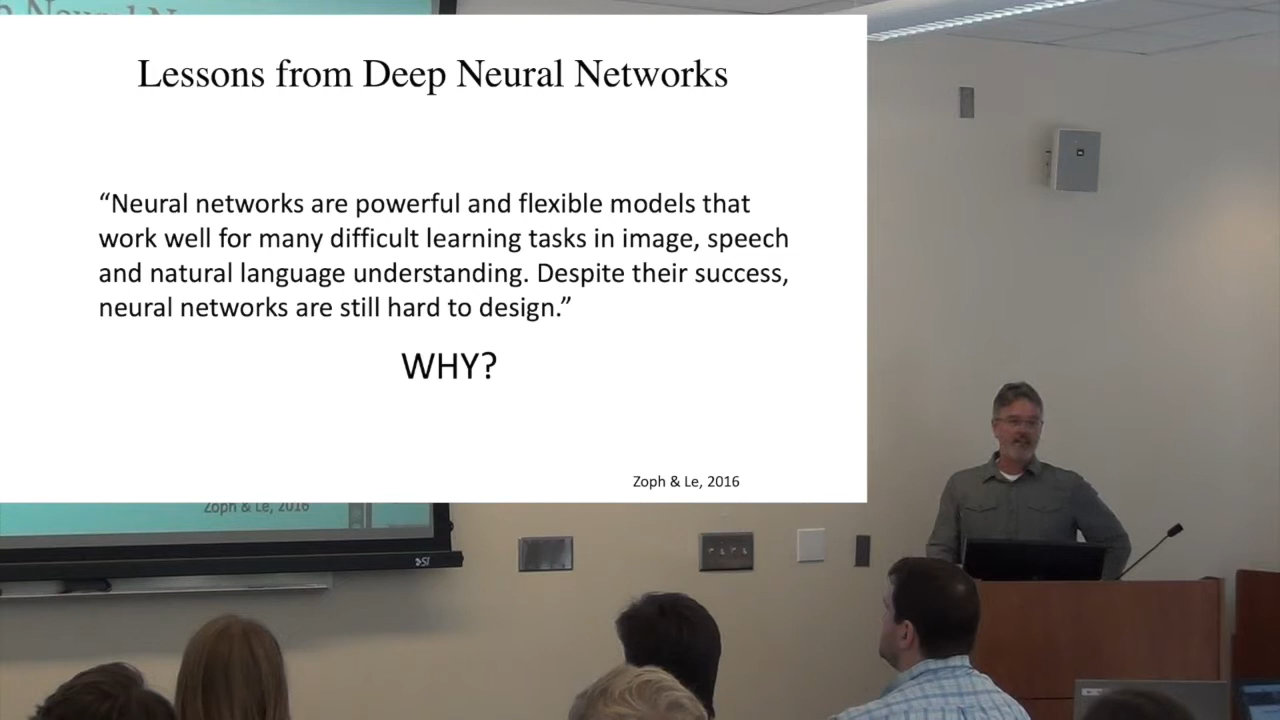 Lessons from Deep Neural Networks
“Neural networks are powerful and flexible models that
work well for many difficult learning tasks in image, speech
and natural language understanding. Despite their success,
neural networks are still hard to design.”
WHY?
Zoph & Le, 2016
Zoph & Le, 2016